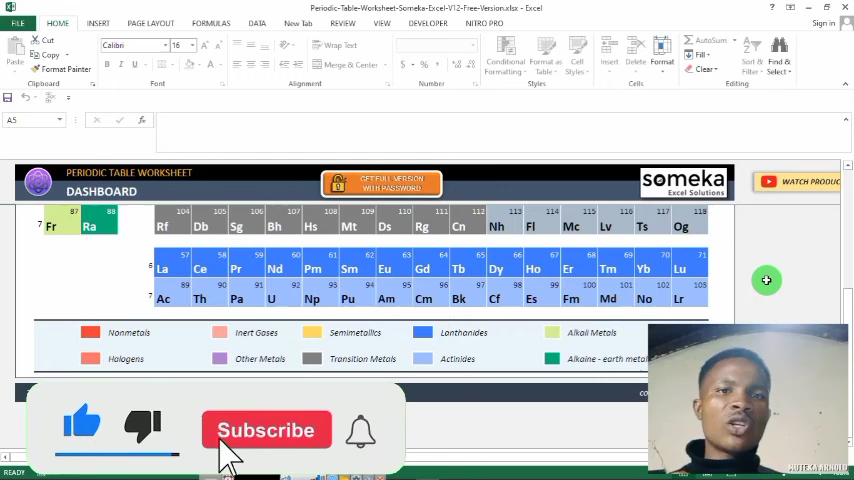 Periodic-Table-Worksheet-Someka-Excel-V12-Free-Version.xlsx - Excel
FILE HOME INSERT PAGE LAYOUT FORMULAS DATA New Tab REVIEW VIEW DEVELOPER NITRO PRO Sign in
Cut
Copy
Format Painter
Paste
Clipboard
Calibri 16
B I U
Font
Wrap Text
Merge & Center
Alignment
$ %
Number
Conditional Formatting
Format as Table
Cell Styles
Styles
Insert Delete Format
Cells
AutoSum
Fill
Clear
Sort & Filter
Find & Select
Editing
A5
PERIODIC TABLE WORKSHEET
DASHBOARD
GET FULL VERSION
WITH PASSWORD
someka
Excel Solutions
WATCH PRODUC
87 88 104 105 106 107 108 109 110 111 112 113 114 115 116 117 118
7 Fr Ra Rf Db Sg Bh Hs Mt Ds Rg Cn Nh Fl Mc Lv Ts Og
57 58 59 60 61 62 63 64 65 66 67 68 69 70 71
6 La Ce Pr Nd Pm Sm Eu Gd Tb Dy Ho Er Tm Yb Lu
89 90 91 92 93 94 95 96 97 98 99 100 101 102 103
7 Ac Th Pa U Np Pu Am Cm Bk Cf Es Fm Md No Lr
Nonmetals Inert Gases Semimetallics Lanthanides Alkali Metals
Halogens Other Metals Transition Metals Actinides Alkaine - earth metal
Subscribe
MUTEKA ARNOLD
READY